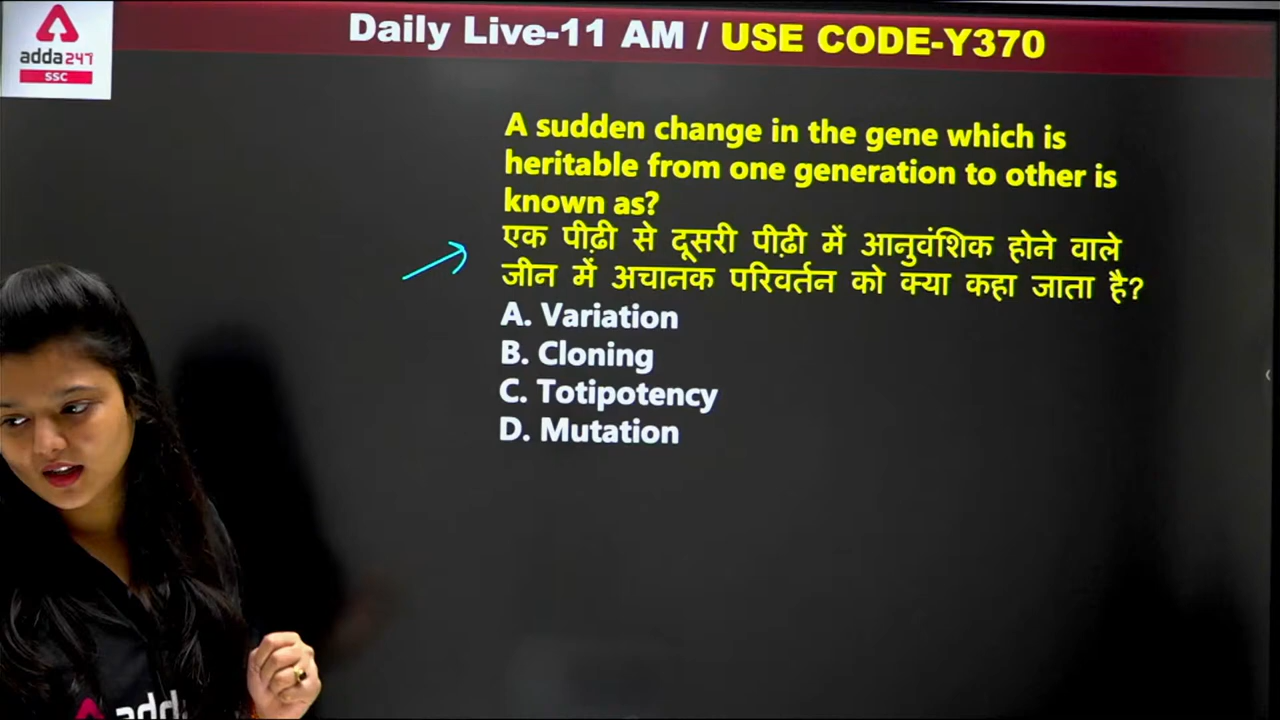 adda247
SSC
Daily Live-11 AM / USE CODE-Y370
A sudden change in the gene which is
heritable from one generation to other is
known as?
एक पीढ़ी से दूसरी पीढ़ी में आनुवंशिक होने वाले
जीन में अचानक परिवर्तन को क्या कहा जाता है?
A. Variation
B. Cloning
C. Totipotency
D. Mutation